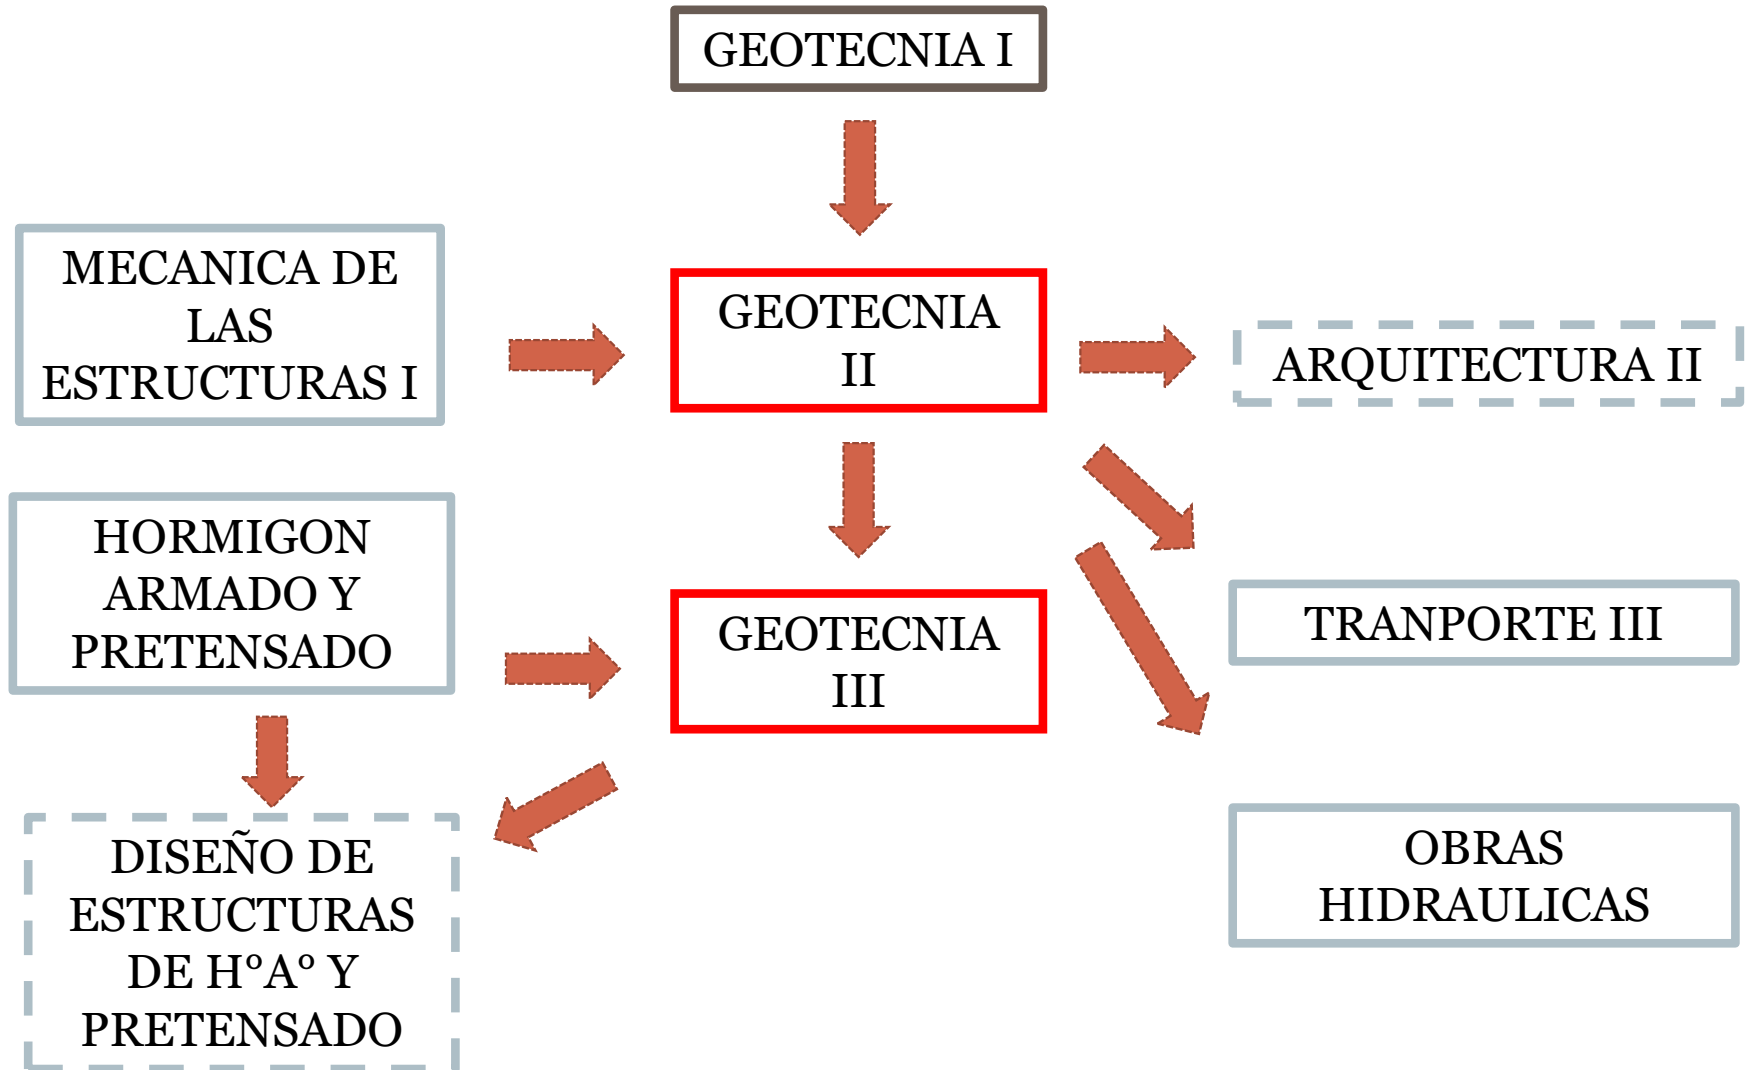 GEOTECNIA I
MECANICA DE
LAS
ESTRUCTURAS I
GEOTECNIA
II
ARQUITECTURA II
HORMIGON
ARMADO Y
PRETENSADO
GEOTECNIA
III
TRANPORTE III
DISEÑO DE
ESTRUCTURAS
DE HºAº Y
PRETENSADO
OBRAS
HIDRAULICAS